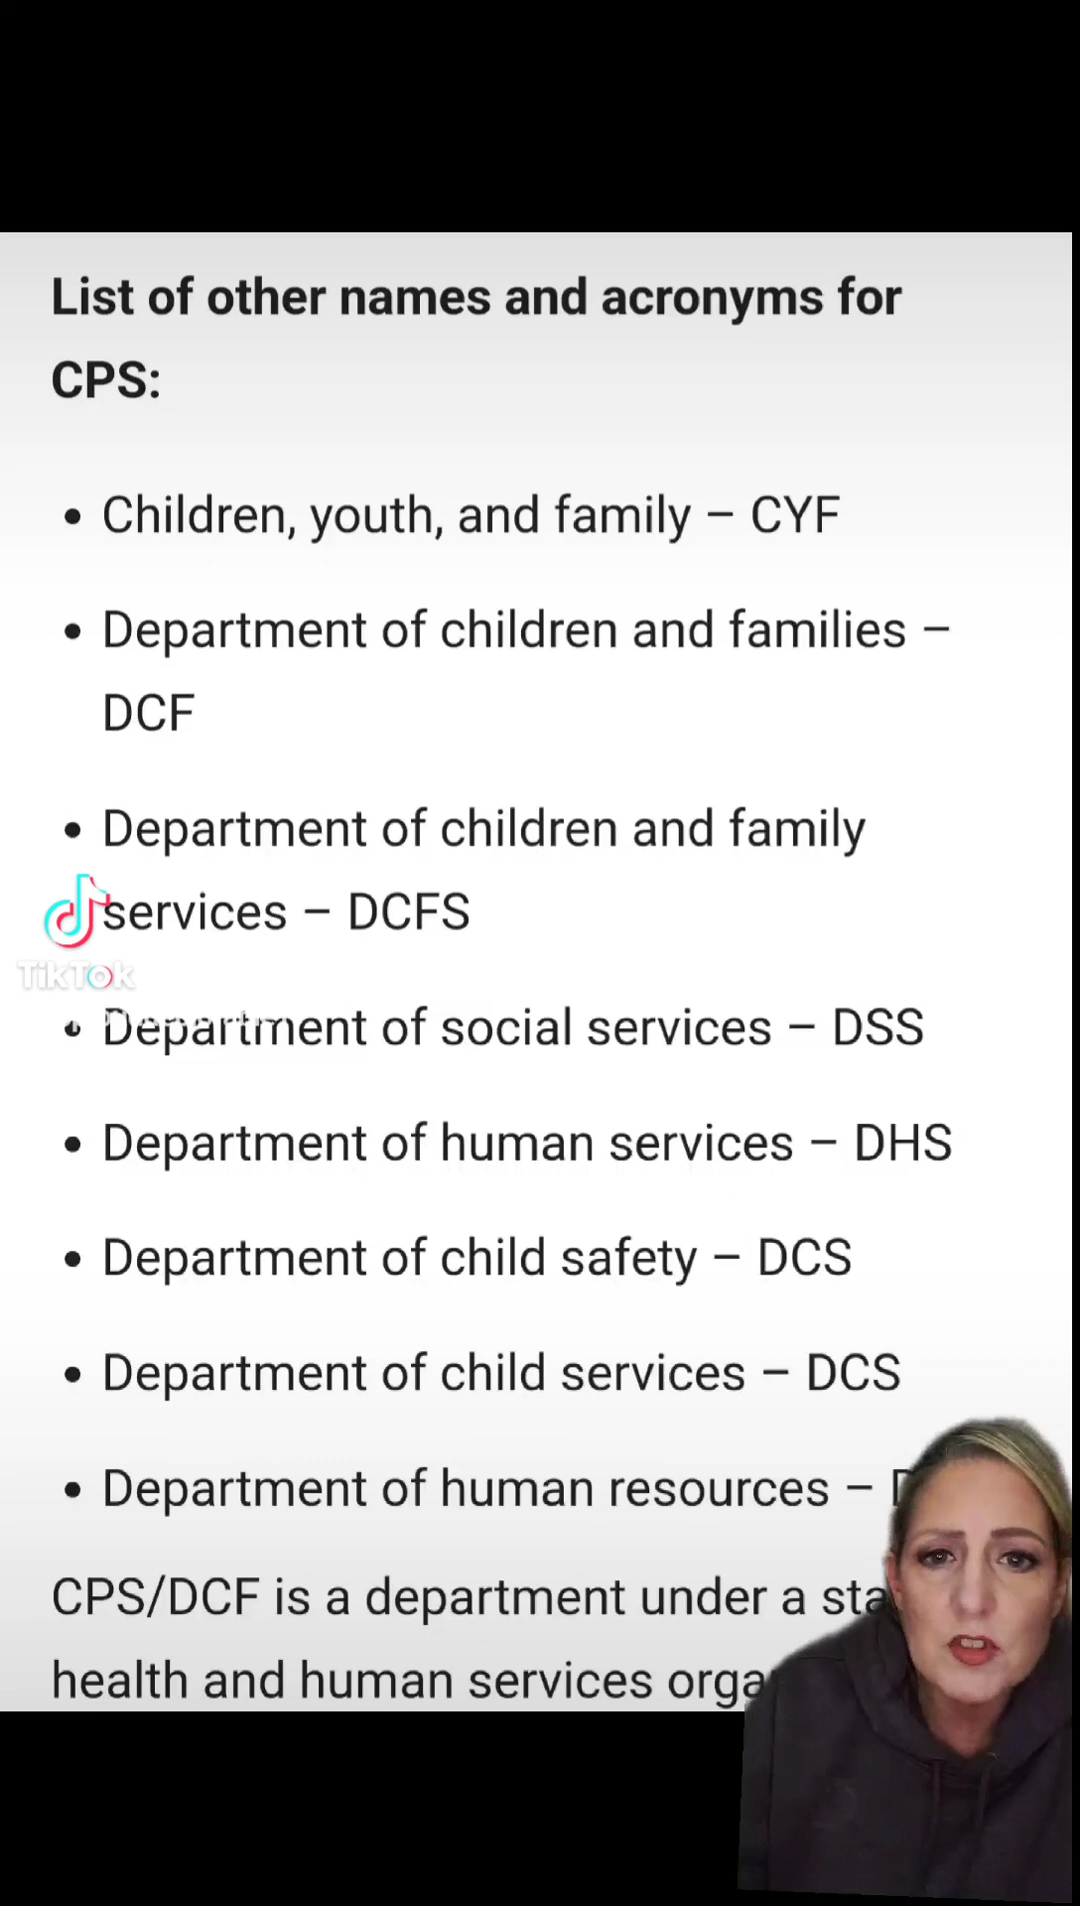 List of other names and acronyms for
CPS:
• Children, youth, and family – CYF
• Department of children and families –
DCF
• Department of children and family
services – DCFS
TikTok
• Department of social services – DSS
• Department of human services – DHS
• Department of child safety – DCS
• Department of child services – DCS
• Department of human resources –
CPS/DCF is a department under a
health and human services